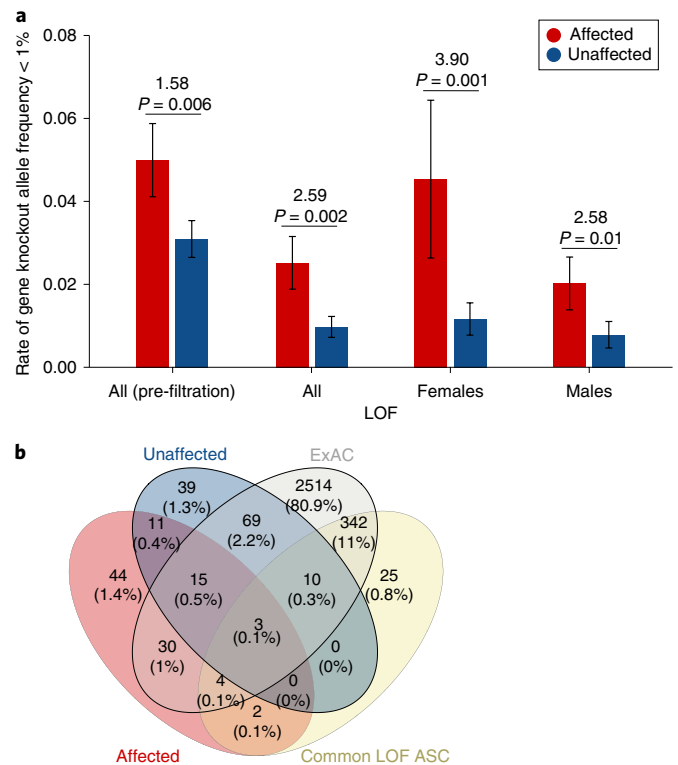 a
Rate of gene knockout allele frequency < 1%
0.08
0.06
0.04
0.02
0.00
Affected
Unaffected
1.58
P = 0.006
2.59
P = 0.002
3.90
P = 0.001
2.58
P = 0.01
All (pre-filtration)
All
Females
Males
LOF
b
Unaffected
ExAC
39
(1.3%)
2514
(80.9%)
11
(0.4%)
69
(2.2%)
342
(11%)
44
(1.4%)
15
(0.5%)
10
(0.3%)
25
(0.8%)
3
(0.1%)
30
(1%)
0
(0%)
4
(0.1%)
0
(0%)
2
(0.1%)
Affected
Common LOF ASC